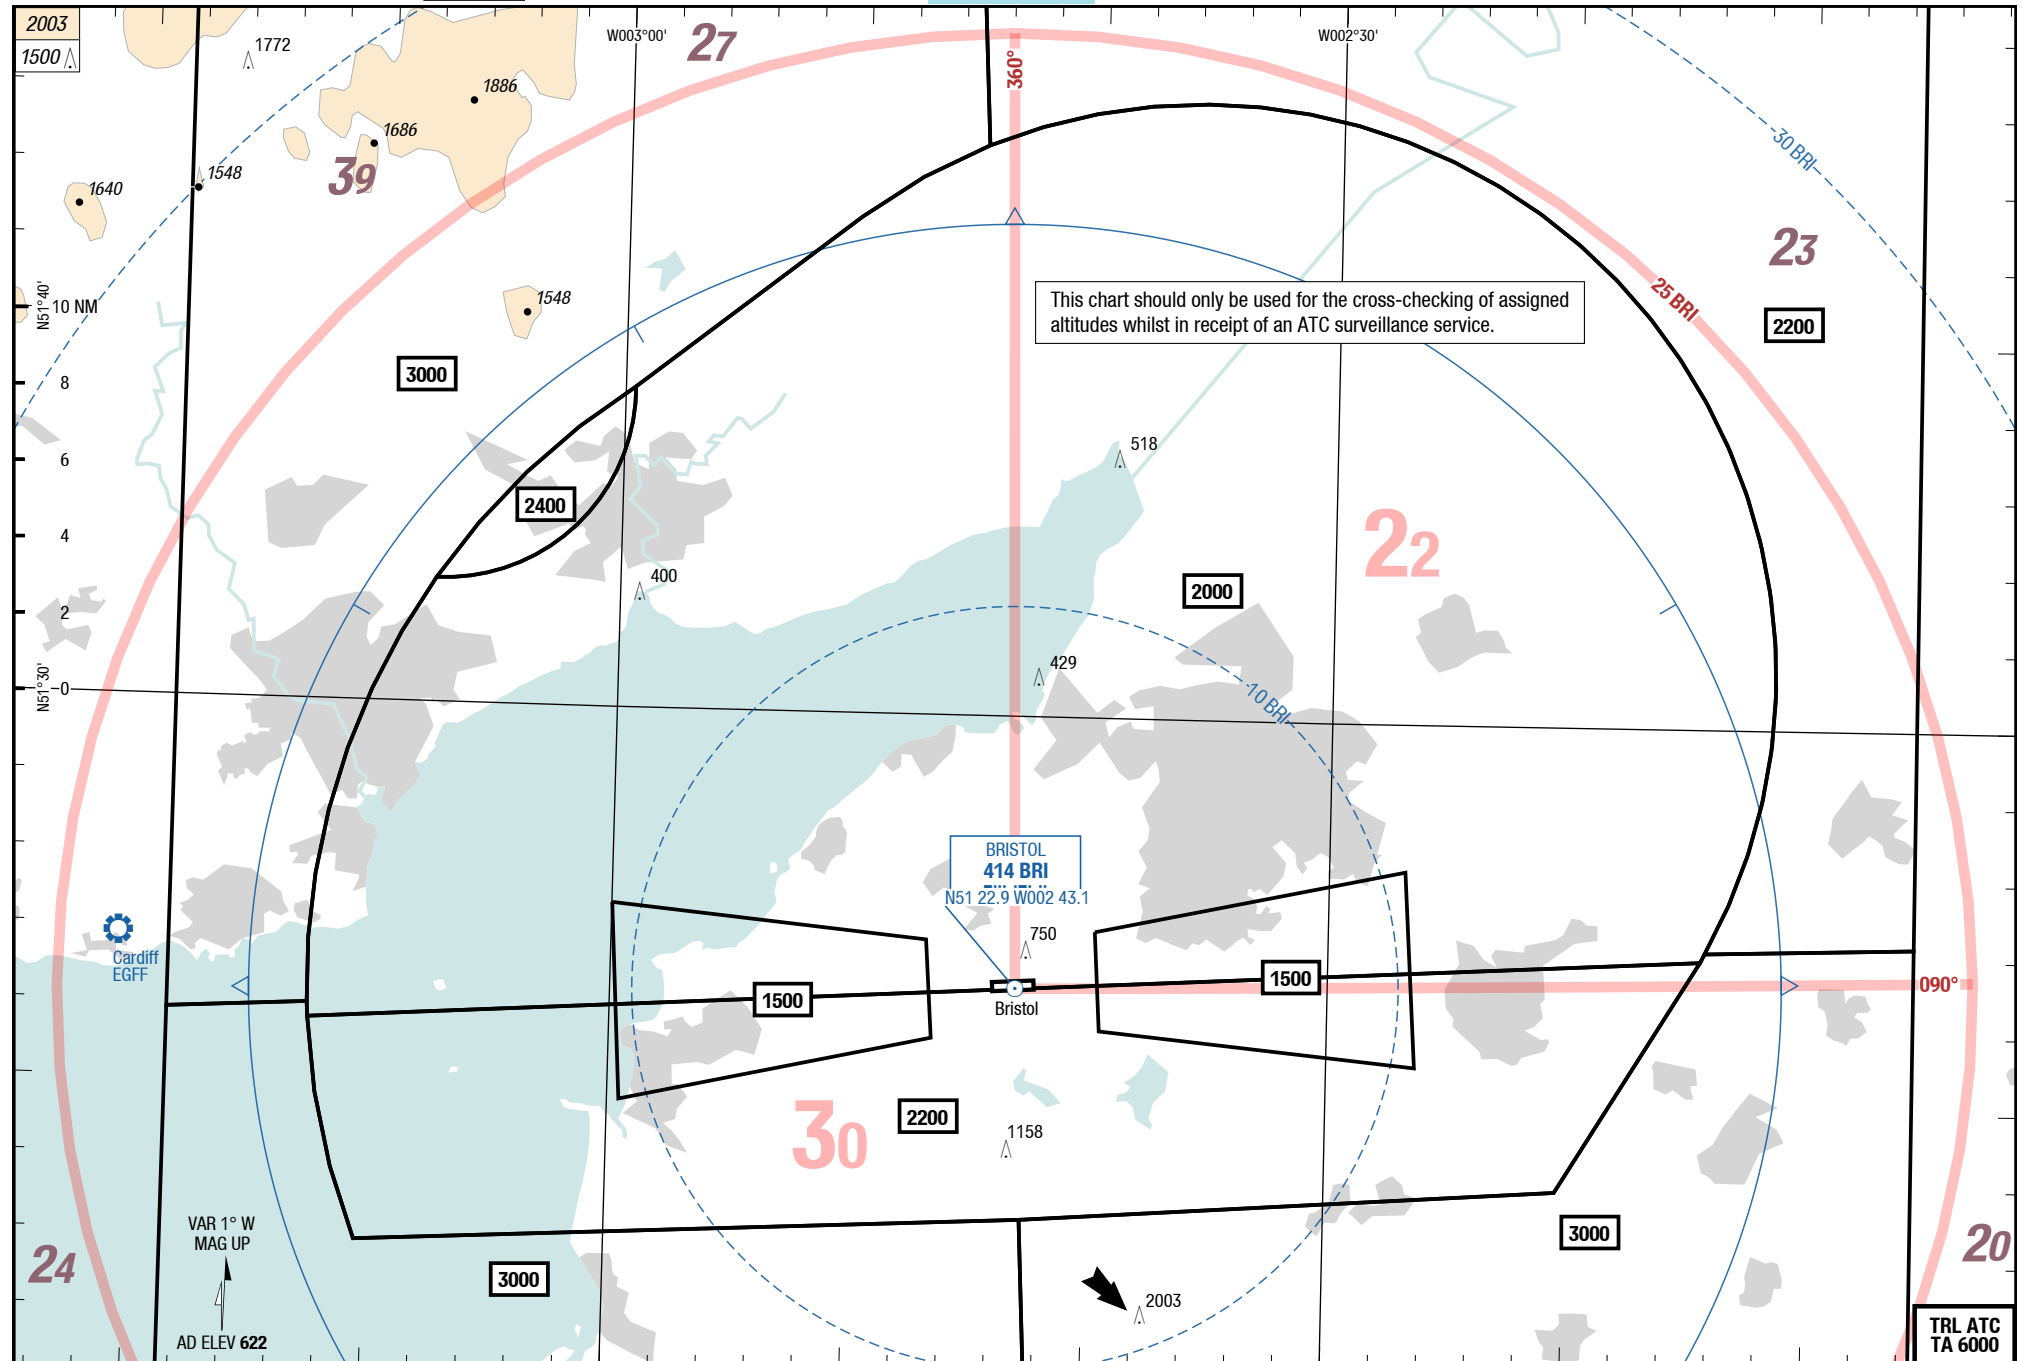 2003
1500
1772
27
W003°00'
360°
W002°30'
1886
1686
39
1548
1640
30 BRI
23
N51°40'
10 NM
1548
This chart should only be used for the cross-checking of assigned
altitudes whilst in receipt of an ATC surveillance service.
25 BRI
2200
3000
8
6
518
2400
4
22
400
2000
2
429
N51°30'
0
10 BRI
BRISTOL
414 BRI
N51 22.9 W002 43.1
750
Cardiff
EGFF
1500
1500
090°
Bristol
30
2200
1158
VAR 1° W
MAG UP
24
3000
3000
20
2003
AD ELEV 622
TRL ATC
TA 6000